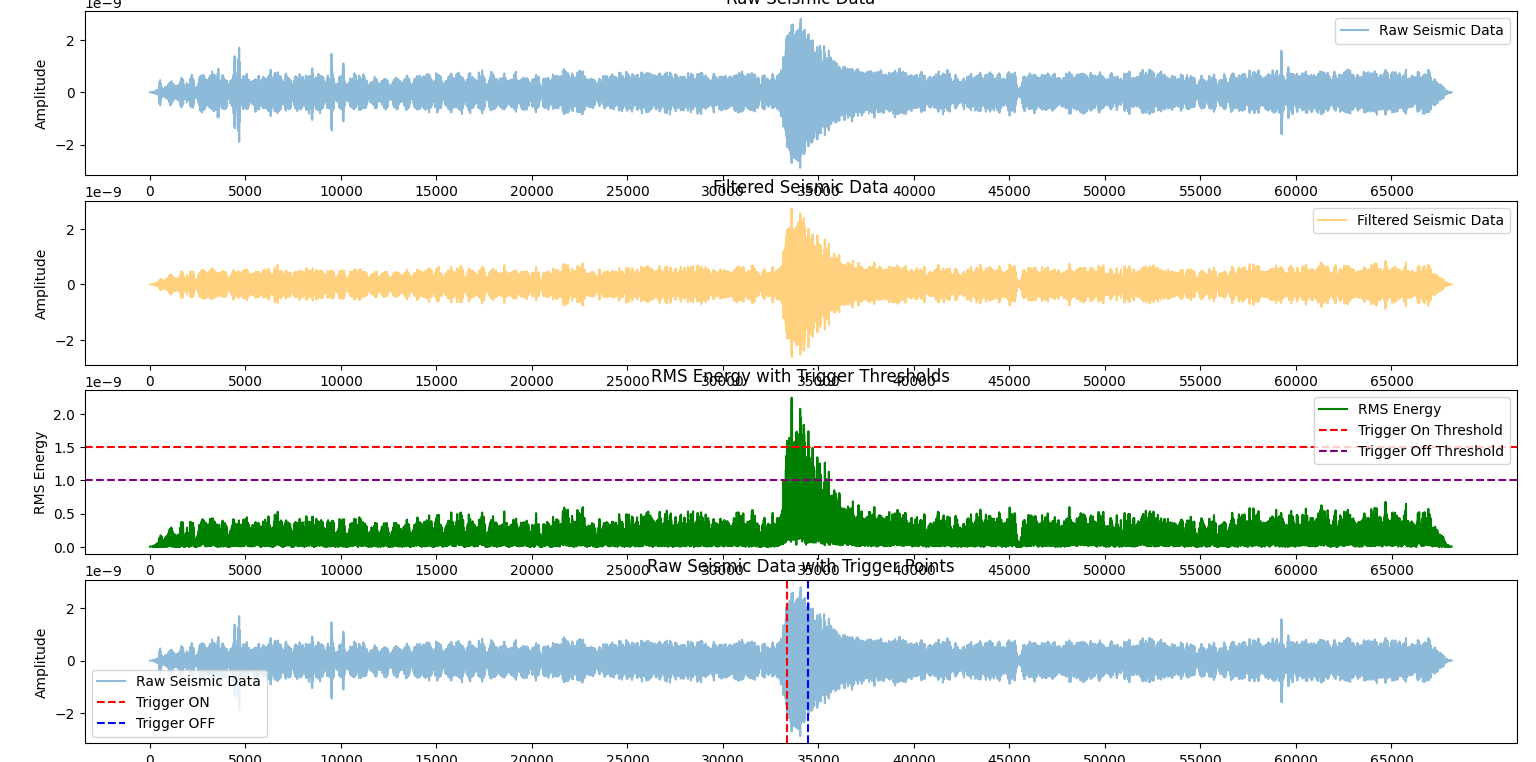 Raw Seismic Data
1e−9
Amplitude
2
0
−2
Raw Seismic Data
0 5000 10000 15000 20000 25000 30000 35000 40000 45000 50000 55000 60000 65000
Filtered Seismic Data
1e−9
Amplitude
2
0
−2
Filtered Seismic Data
0 5000 10000 15000 20000 25000 30000 35000 40000 45000 50000 55000 60000 65000
RMS Energy with Trigger Thresholds
1e−9
RMS Energy
2.0
1.5
1.0
0.5
0.0
RMS Energy
Trigger On Threshold
Trigger Off Threshold
0 5000 10000 15000 20000 25000 30000 35000 40000 45000 50000 55000 60000 65000
Raw Seismic Data with Trigger Points
1e−9
Amplitude
2
0
−2
Raw Seismic Data
Trigger ON
Trigger OFF
0 5000 10000 15000 20000 25000 30000 35000 40000 45000 50000 55000 60000 65000